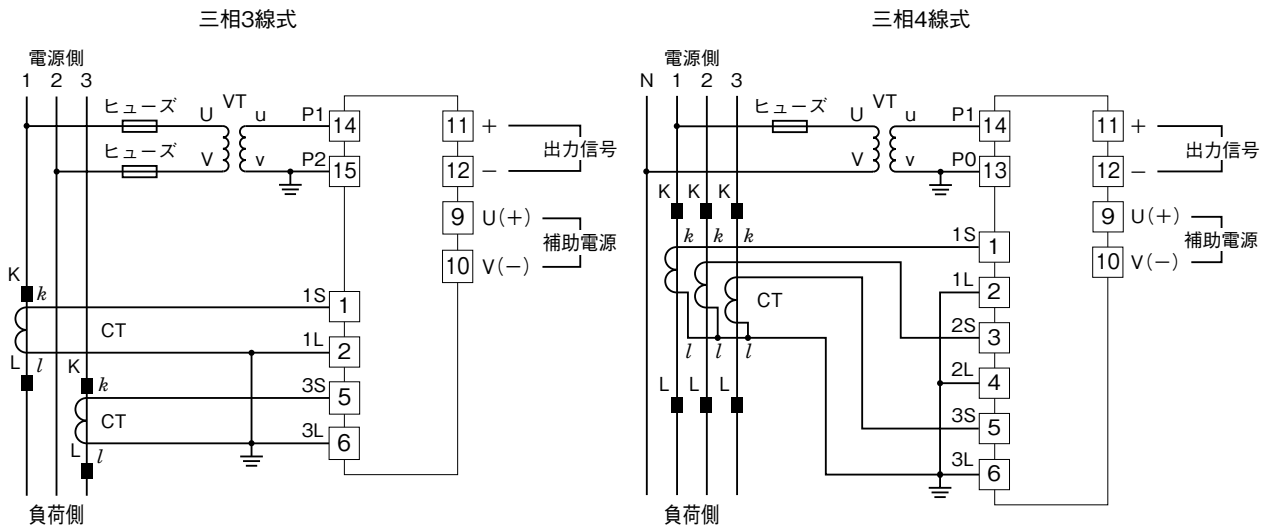 三相3線式
電源側
1 2 3
ヒューズ U VT u P1 14
ヒューズ V v P2 15
11 +
12 −
出力信号
9 U(+)
10 V(−)
補助電源
K k
1S 1
CT
1L 2
L l
K k
3S 5
CT
3L 6
L l
負荷側
三相4線式
電源側
N 1 2 3
ヒューズ U VT u P1 14
V v P0 13
11 +
12 −
出力信号
9 U(+)
10 V(−)
補助電源
K K K
k k k
1S 1
1L 2
CT
2S 3
l l l
2L 4
L L L
3S 5
3L 6
負荷側